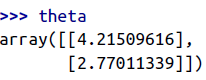 >>> theta
array([[4.21509616],
[2.77011339]])